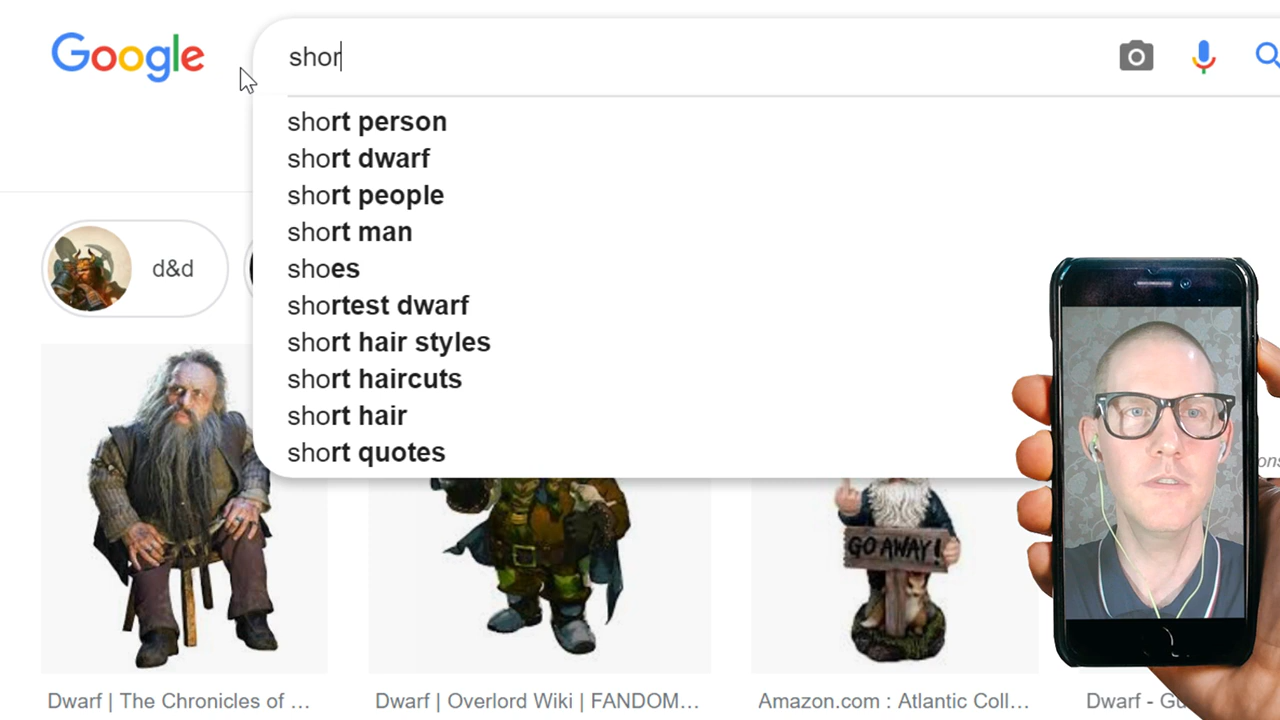 Google
shor
short person
short dwarf
short people
short man
shoes
shortest dwarf
short hair styles
short haircuts
short hair
short quotes
d&d
GO AWAY!
Dwarf | The Chronicles of ...
Dwarf | Overlord Wiki | FANDOM...
Amazon.com : Atlantic Coll...
Dwarf -